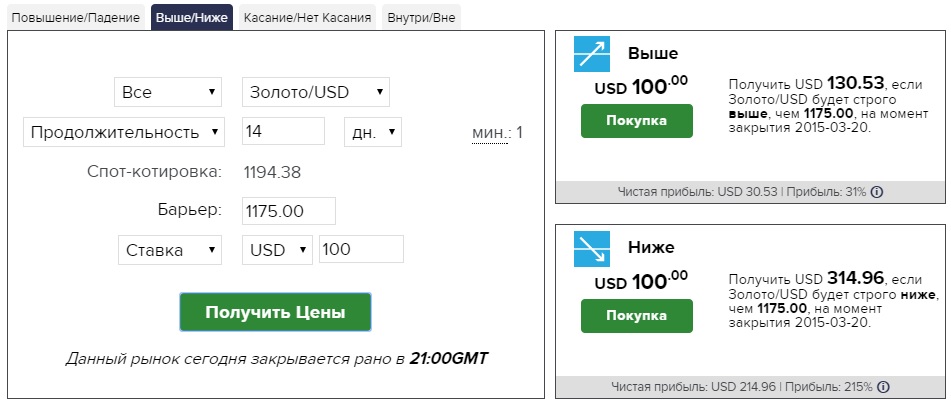 Повышение/Падение Выше/Ниже Касание/Нет Касания Внутри/Вне
Все ▼ Золото/USD ▼
Продолжительность ▼ 14 дн. ▼ мин.: 1
Спот-котировка: 1194.38
Барьер: 1175.00
Ставка ▼ USD ▼ 100
Получить Цены
Данный рынок сегодня закрывается рано в 21:00GMT
Выше
USD 100.00
Покупка
Получить USD 130.53, если
Золото/USD будет строго
выше, чем 1175.00, на момент
закрытия 2015-03-20.
Чистая прибыль: USD 30.53 | Прибыль: 31%
Ниже
USD 100.00
Покупка
Получить USD 314.96, если
Золото/USD будет строго ниже,
чем 1175.00, на момент
закрытия 2015-03-20.
Чистая прибыль: USD 214.96 | Прибыль: 215%